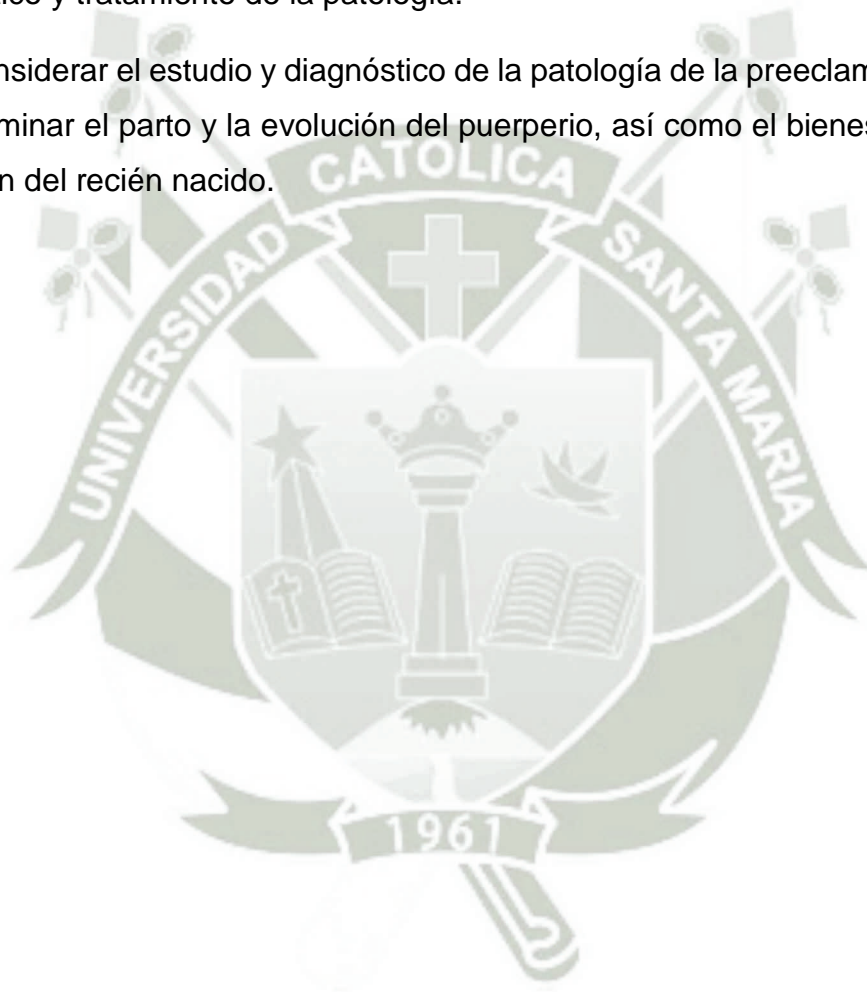 y tratamiento de la patología.
nsiderar el estudio y diagnóstico de la patología de la preeclam
minar el parto y la evolución del puerperio, así como el bienes
n del recién nacido.
UNIVERSIDAD CATOLICA SANTA MARIA
1961